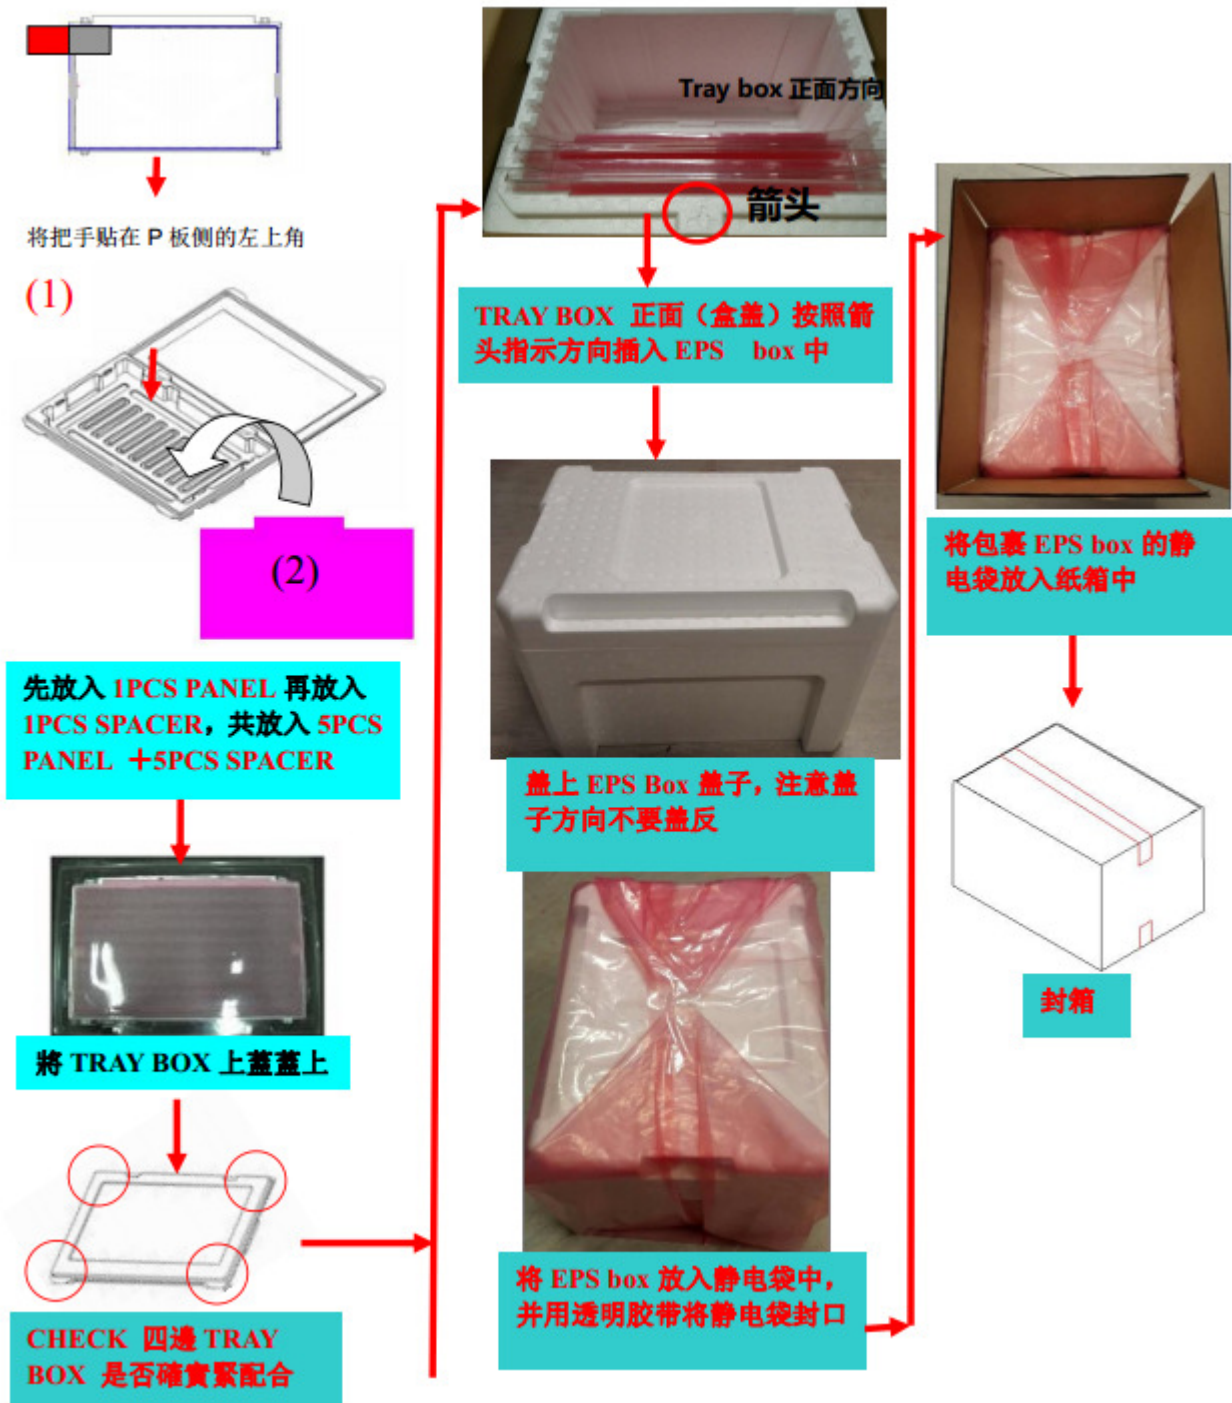 将把手贴在 P 板侧的左上角
(1)
(2)
先放入 1PCS PANEL 再放入
1PCS SPACER，共放入 5PCS
PANEL ＋5PCS SPACER
將 TRAY BOX 上蓋蓋上
CHECK 四邊 TRAY
BOX 是否確實緊配合
Tray box 正面方向
箭头
TRAY BOX 正面（盒盖）按照箭
头指示方向插入 EPS box 中
盖上 EPS Box 盖子，注意盖
子方向不要盖反
将 EPS box 放入静电袋中，
并用透明胶带将静电袋封口
将包裹 EPS box 的静
电袋放入纸箱中
封箱